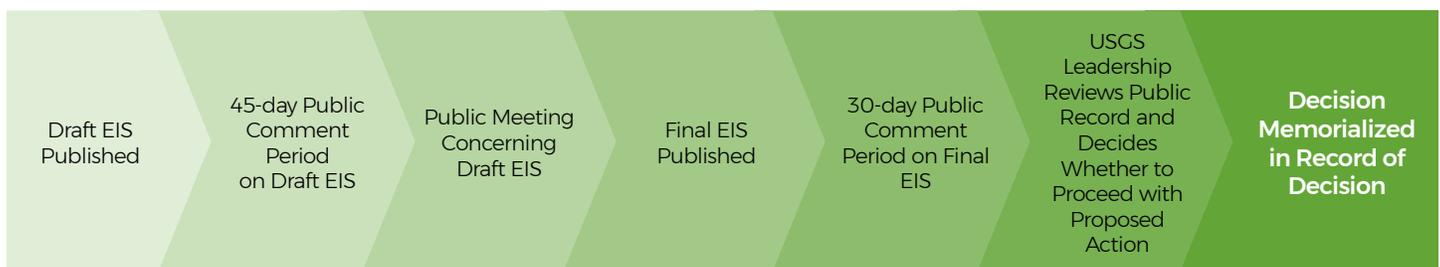 Draft EIS
Published
45-day Public
Comment
Period
on Draft EIS
Public Meeting
Concerning
Draft EIS
Final EIS
Published
30-day Public
Comment
Period on Final
EIS
USGS
Leadership
Reviews Public
Record and
Decides
Whether to
Proceed with
Proposed
Action
Decision
Memorialized
in Record of
Decision